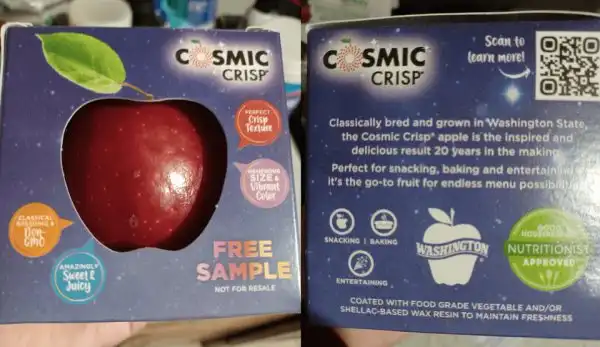 COSMIC
CRISP®
PERFECT
Crisp
Texture
SIZE &
Vibrant
Color
CLASSICAL
BREEDING &
Non-
GMO
AMAZINGLY
Sweet &
Juicy
FREE
SAMPLE
NOT FOR RESALE
COSMIC
CRISP®
Scan to
learn more!
Classically bred and grown in Washington State,
the Cosmic Crisp® apple is the inspired and
delicious result 20 years in the making
Perfect for snacking, baking and
it's the go-to fruit for endless menu
SNACKING | BAKING
ENTERTAINING
WASHINGTON
NUTRITIONIST
APPROVED
COATED WITH FOOD GRADE VEGETABLE AND/OR
SHELLAC-BASED WAX RESIN TO MAINTAIN FRESHNESS